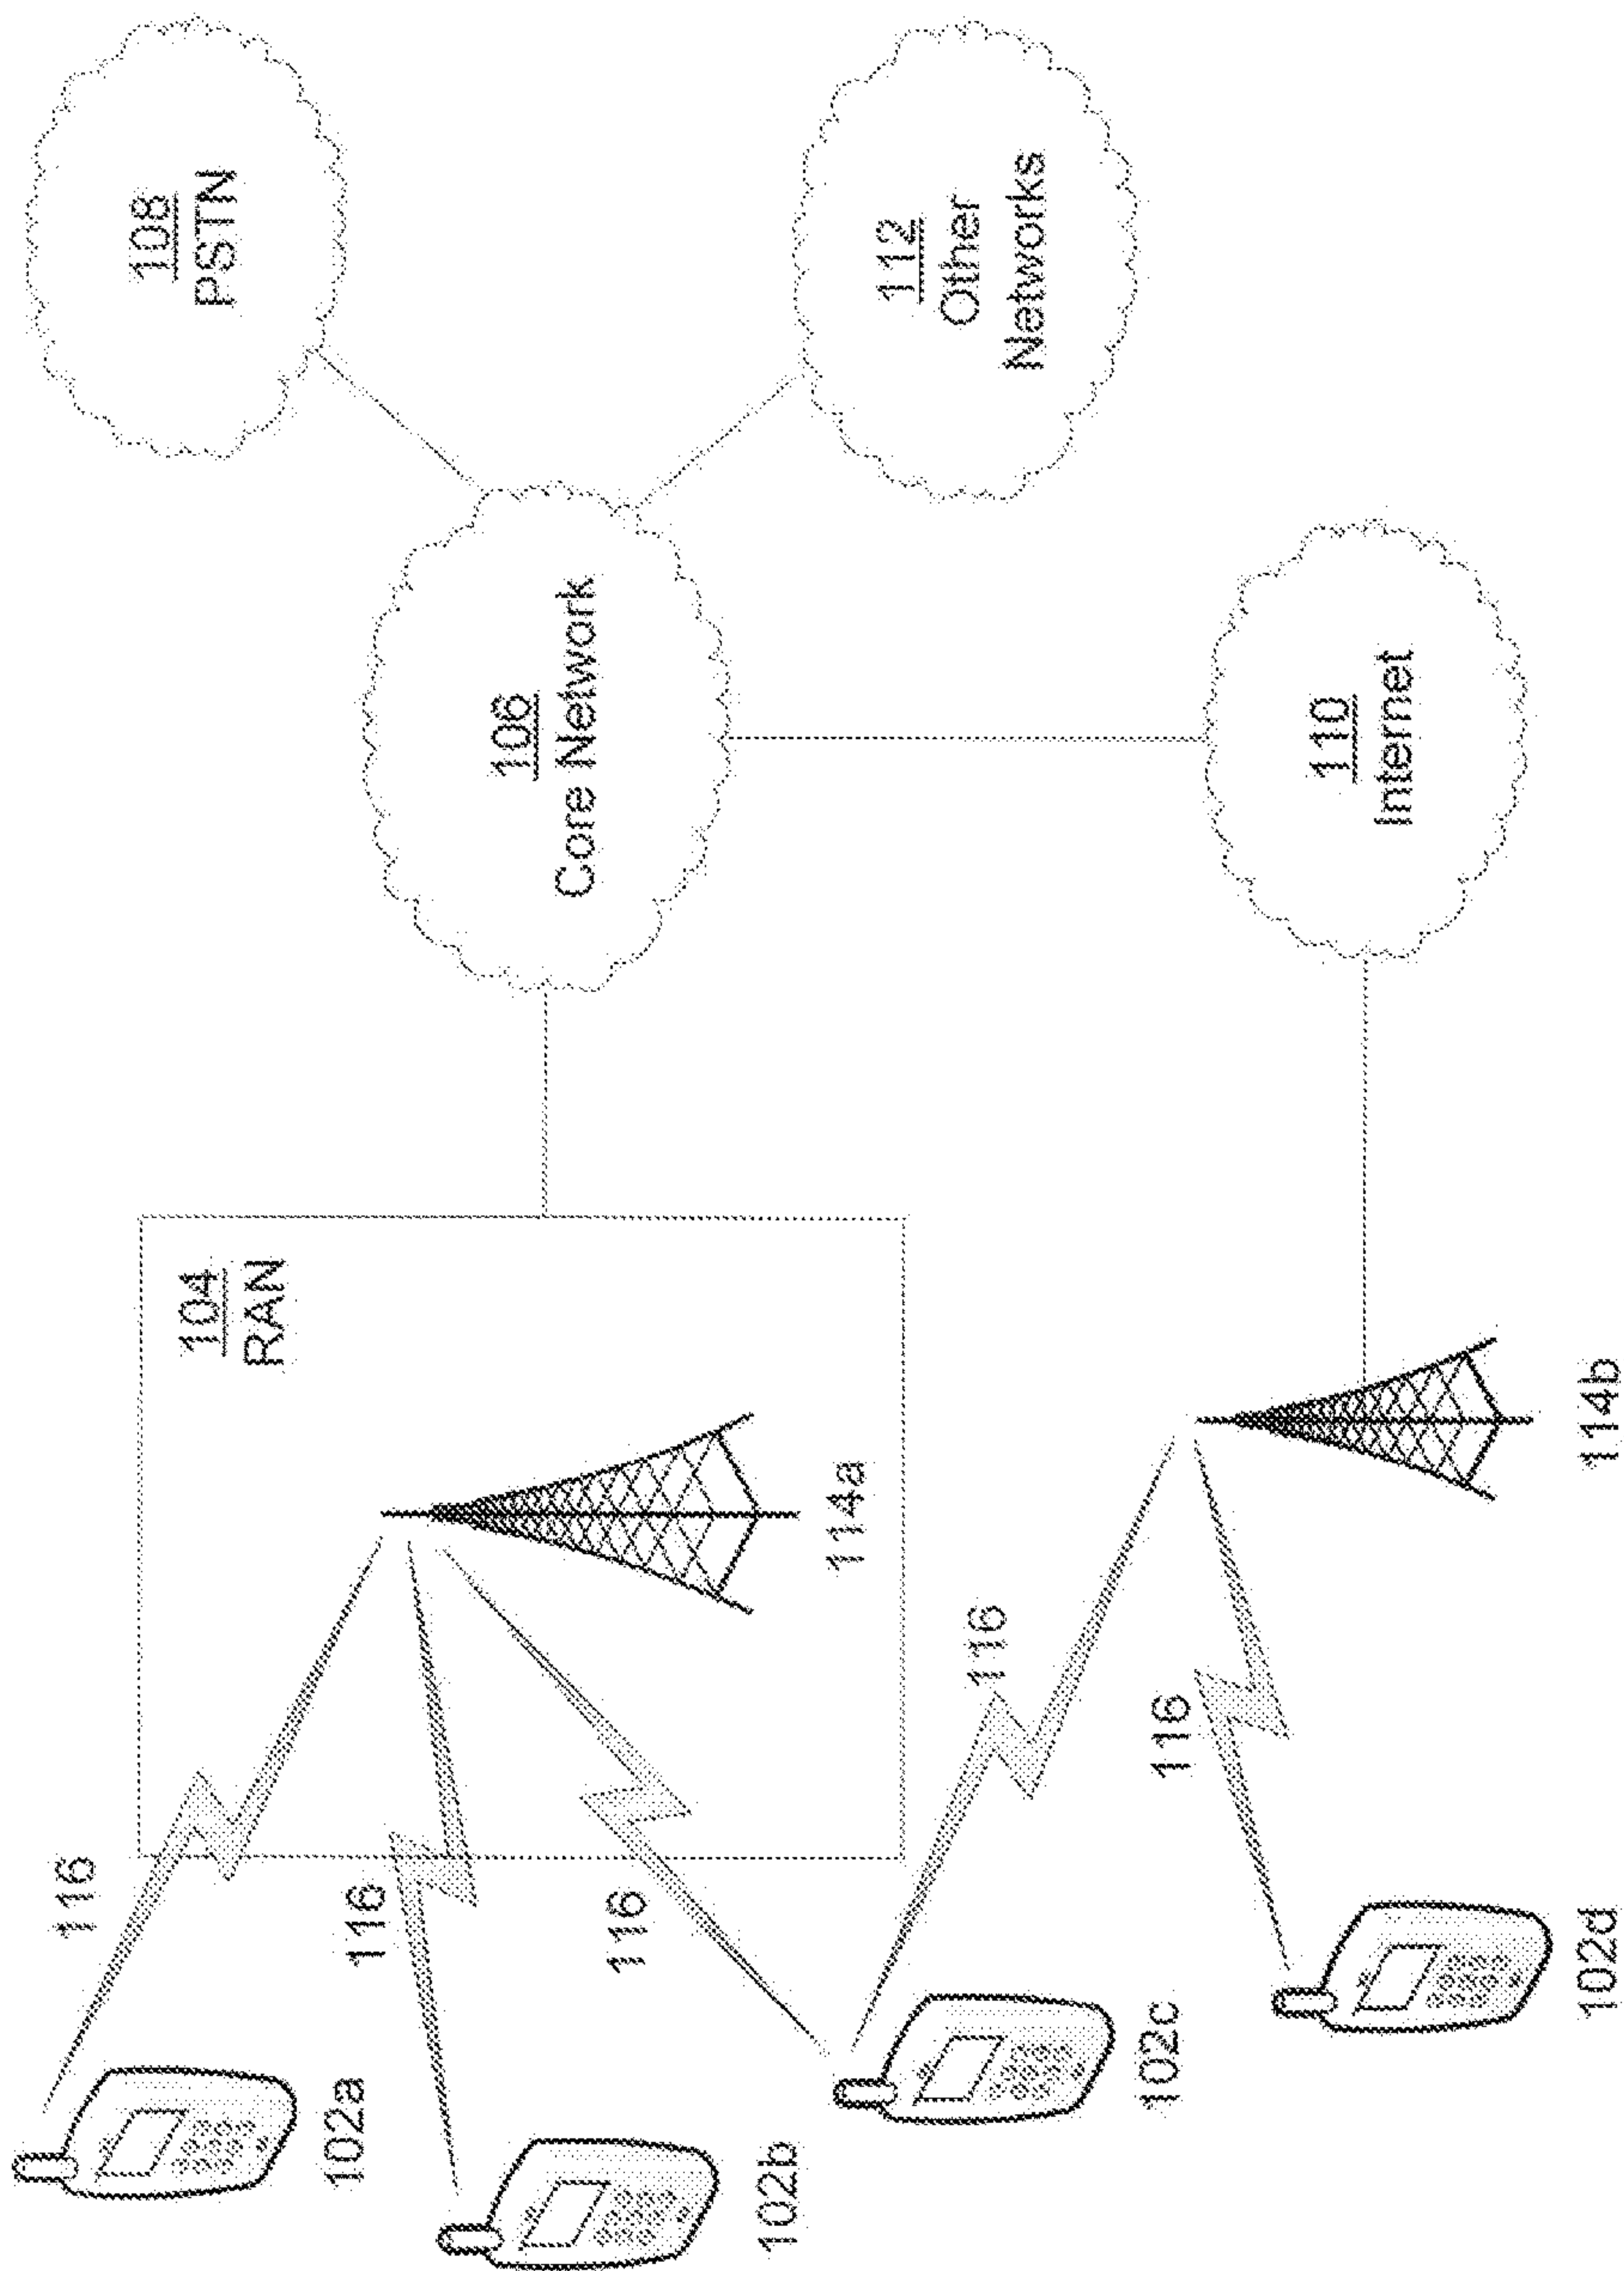 116
108
PSTN
104
RAN
102a
116
106
Core Network
116
102b
114a
112
Other
Networks
116
102c
116
110
Internet
102d
114b